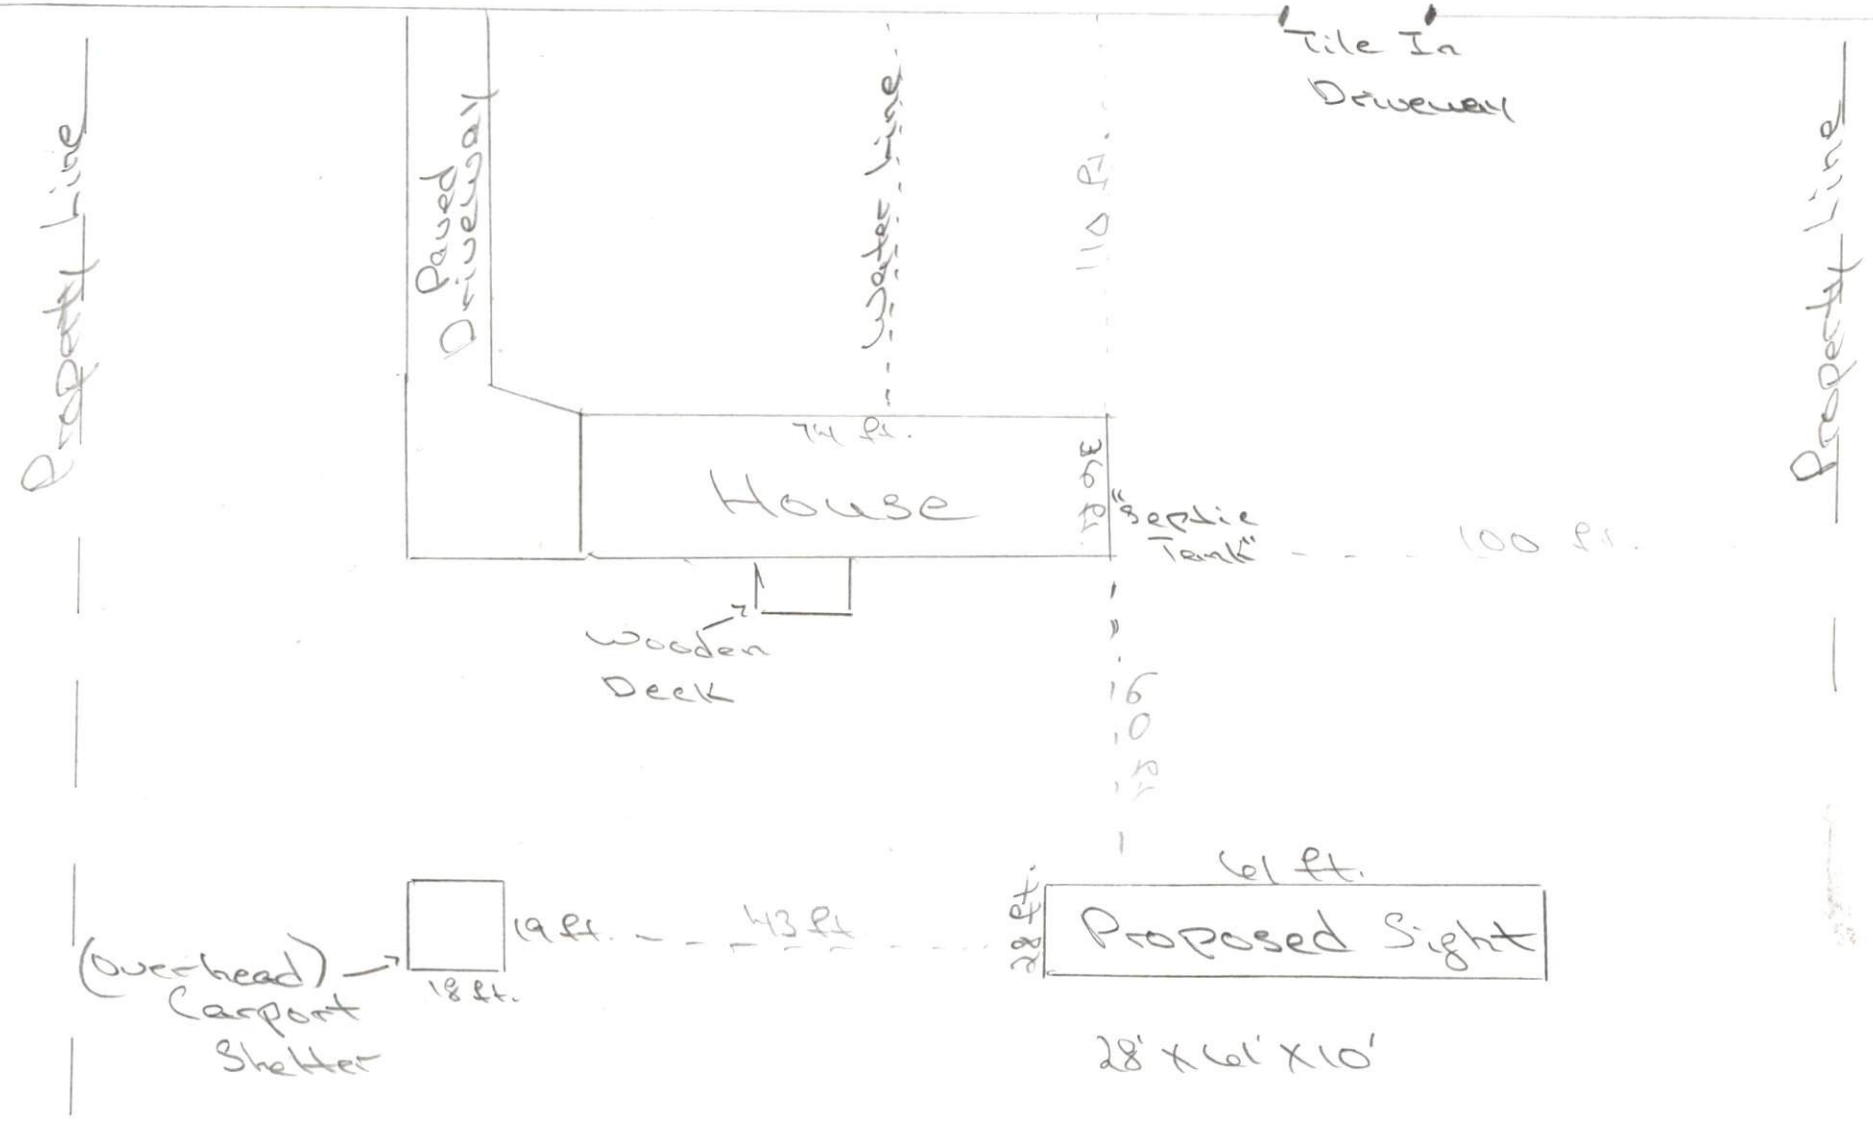 Property Line
Paved
Driveway
Water Line
110 ft.
Tile In
Driveway
Property Line
74 ft.
House
36 ft.
"Septic
Tank"
100 ft.
Wooden
Deck
ft
61 ft.
28 ft.
Proposed Sight
19 ft.
43 ft
18 ft.
(Overhead)
Carport
Shelter
28' X 61' X 10'